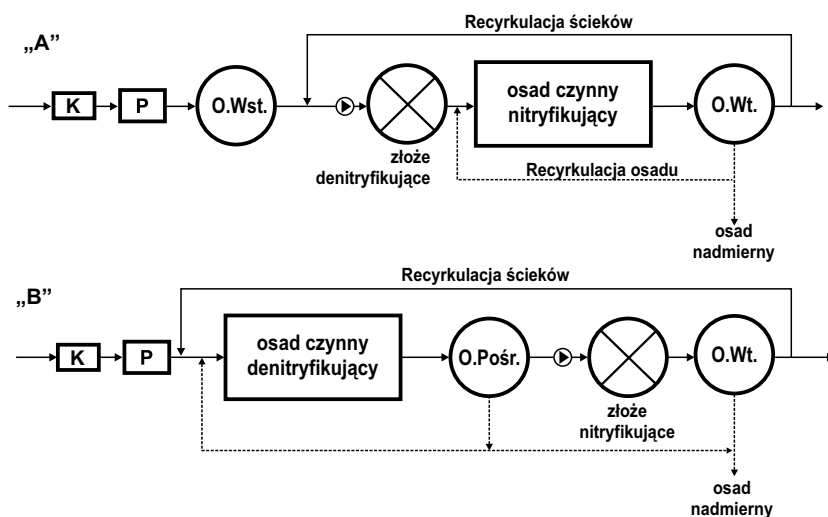 Recyrkulacja ścieków
„A”
K
P
O.Wst.
osad czynny
nitryfikujący
O.Wt.
złoże
denitryfikujące
Recyrkulacja osadu
osad
nadmierny
Recyrkulacja ścieków
„B”
K
P
osad czynny
denitryfikujący
O.Pośr.
O.Wt.
złoże
nitryfikujące
osad
nadmierny